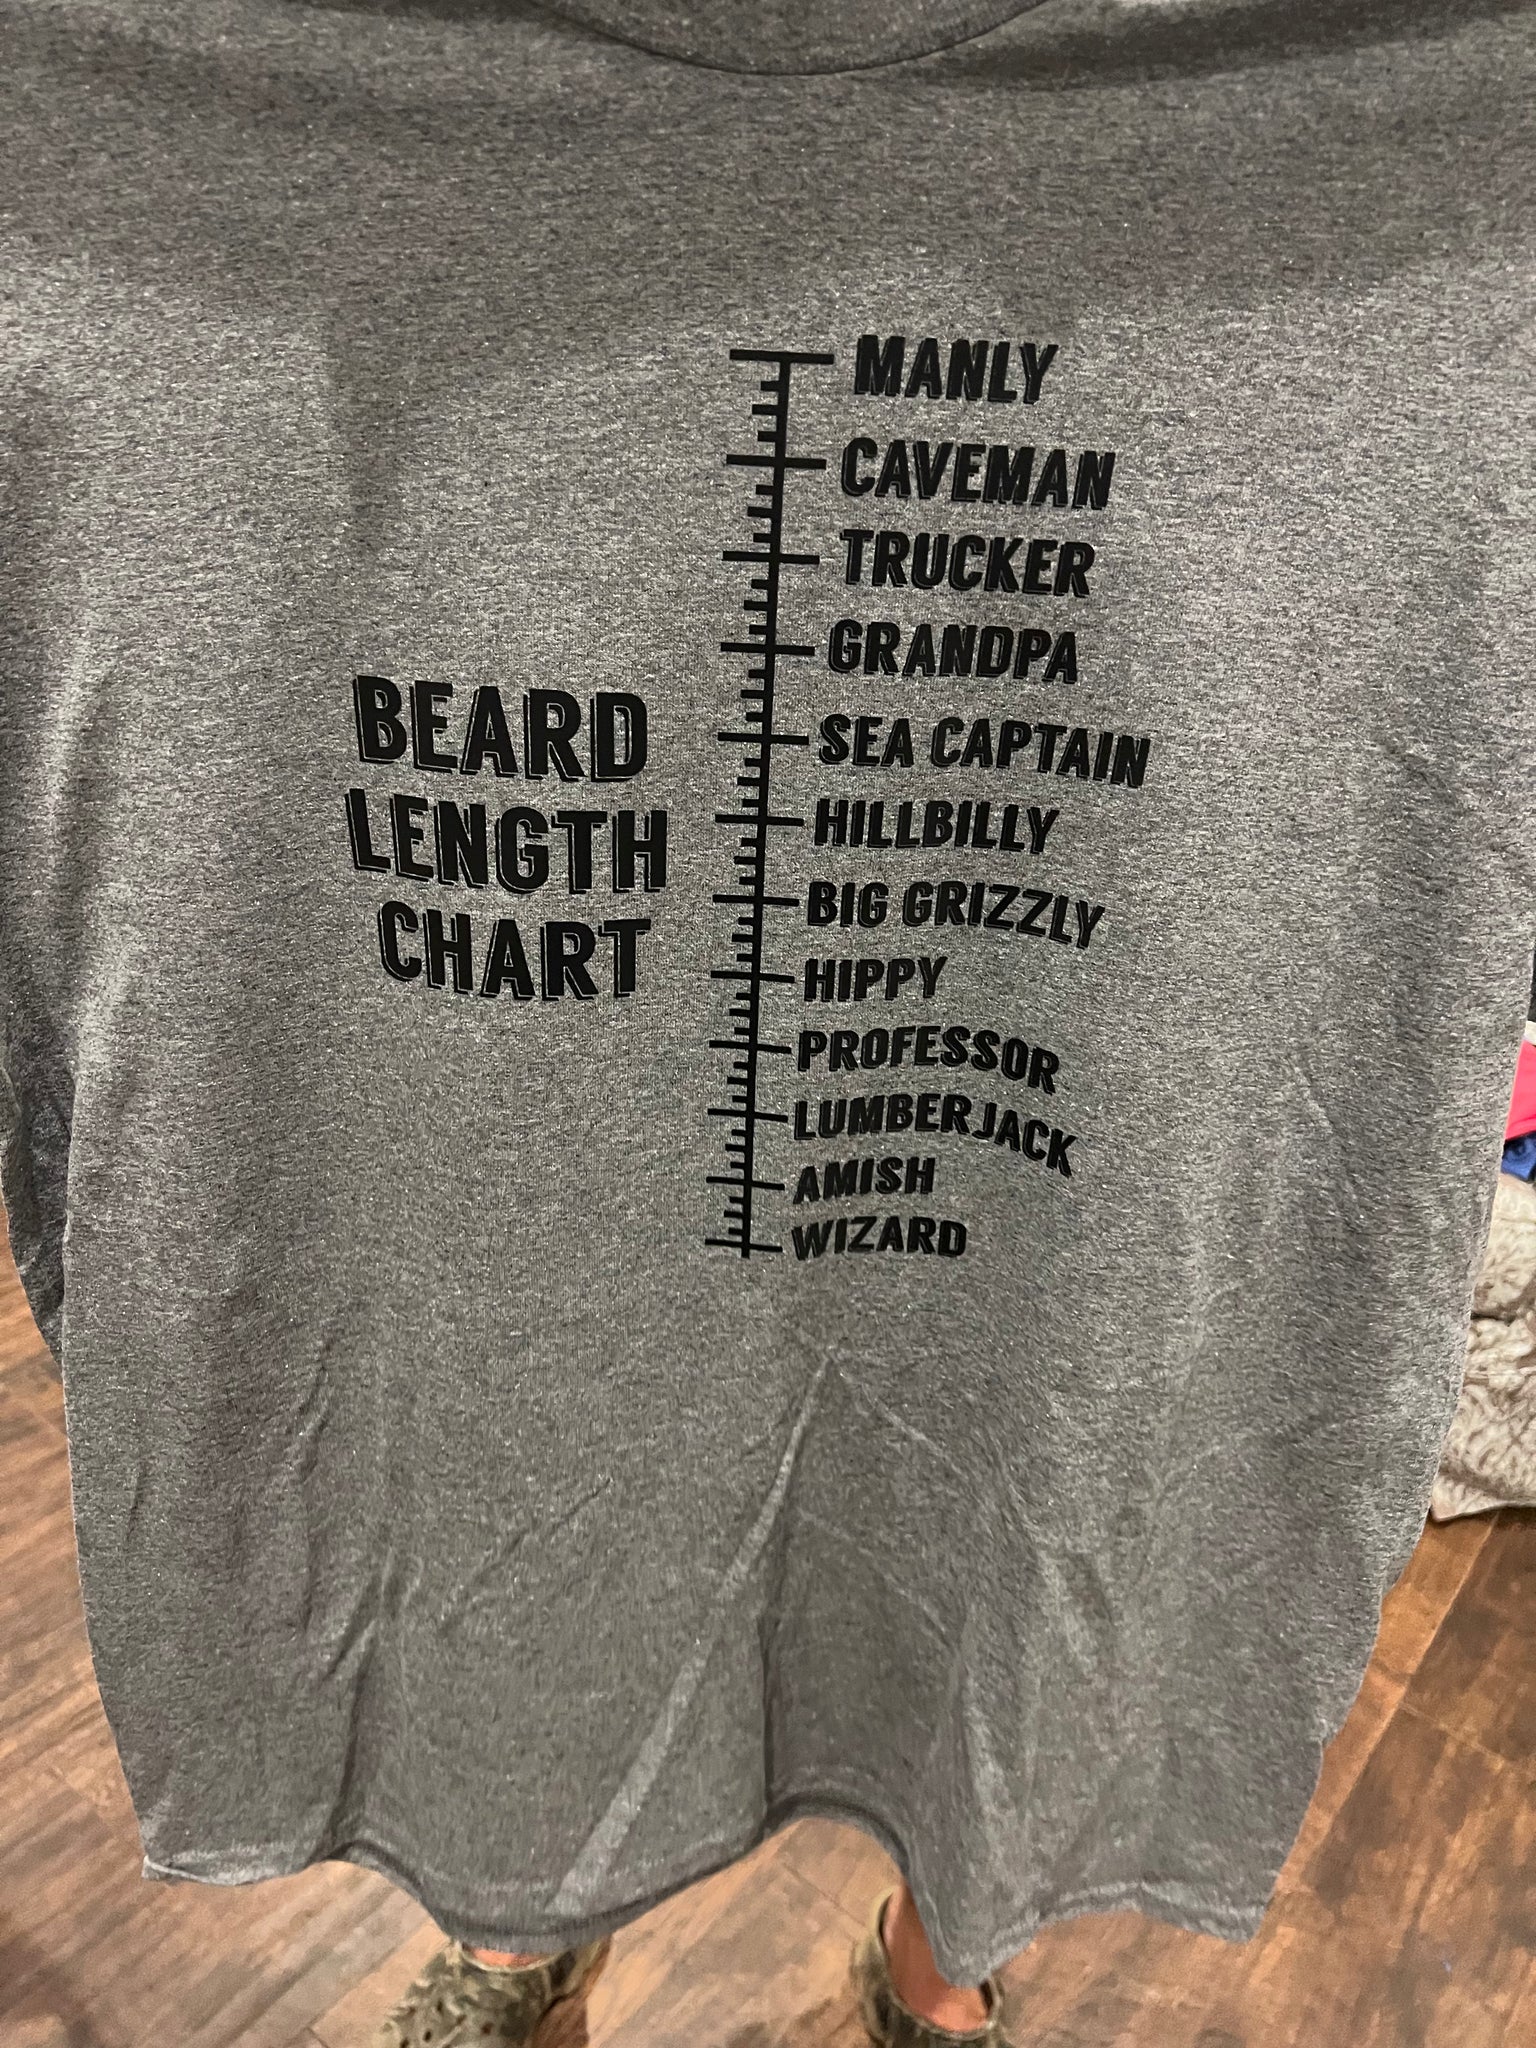 BEARD
LENGTH
CHART
MANLY
CAVEMAN
TRUCKER
GRANDPA
SEA CAPTAIN
HILLBILLY
BIG GRIZZLY
HIPPY
PROFESSOR
LUMBERJACK
AMISH
WIZARD